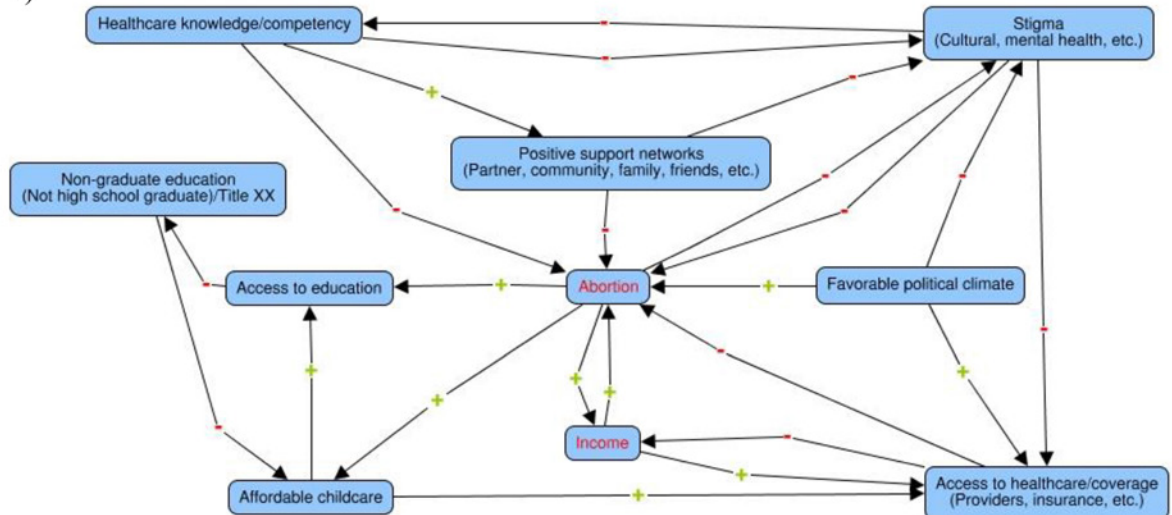 )
Healthcare knowledge/competency
Stigma
(Cultural, mental health, etc.)
-
-
-
+
Positive support networks
(Partner, community, family, friends, etc.)
Non-graduate education
(Not high school graduate)/Title XX
-
-
-
-
-
Access to education
+
Abortion
+
Favorable political climate
-
-
-
+
+
+
+
+
-
Income
-
+
Affordable childcare
+
Access to healthcare/coverage
(Providers, insurance, etc.)